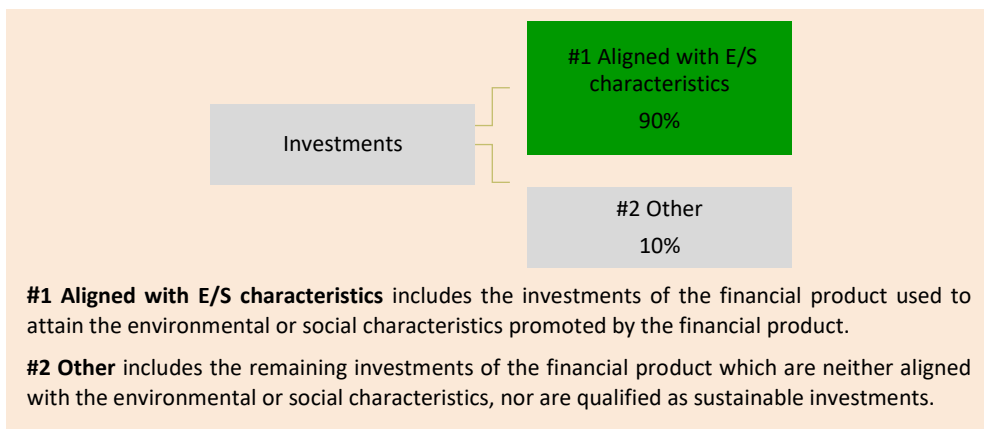 #1 Aligned with E/S
characteristics
90%
Investments
#2 Other
10%
#1 Aligned with E/S characteristics includes the investments of the financial product used to
attain the environmental or social characteristics promoted by the financial product.
#2 Other includes the remaining investments of the financial product which are neither aligned
with the environmental or social characteristics, nor are qualified as sustainable investments.